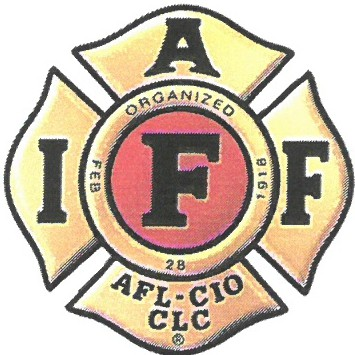 A
ORGANIZED
I F F
FEB 1918
28
AFL-CIO
CLC
®